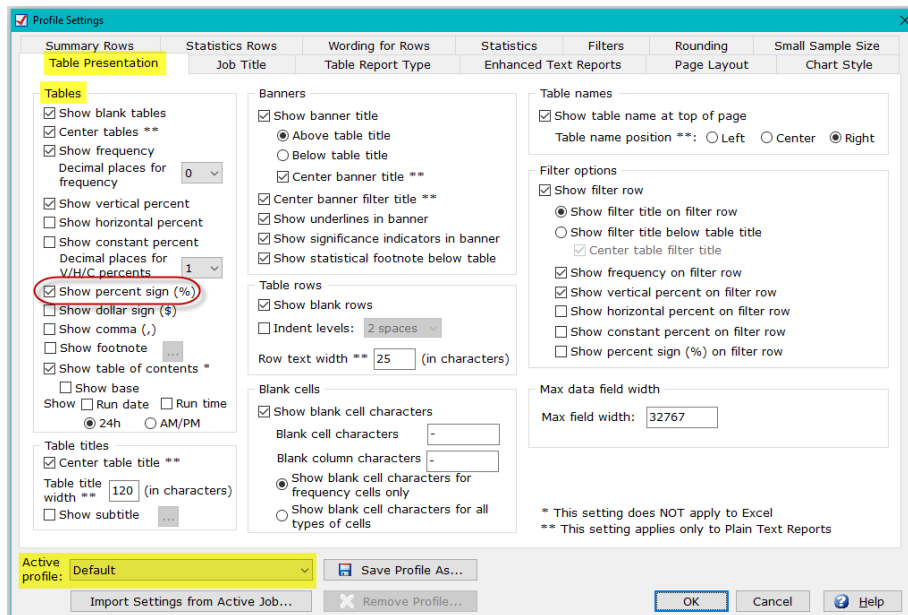 Profile Settings
Summary Rows
Statistics Rows
Wording for Rows
Statistics
Filters
Rounding
Small Sample Size
Table Presentation
Job Title
Table Report Type
Enhanced Text Reports
Page Layout
Chart Style
Tables
Show blank tables
Center tables **
Show frequency
Decimal places for
frequency
0
Show vertical percent
Show horizontal percent
Show constant percent
Decimal places for
V/H/C percents
1
Show percent sign (%)
Show dollar sign ($)
Show comma (,)
Show footnote
...
Show table of contents *
Show base
Show Run date Run time
24h AM/PM
Table titles
Center table title **
Table title
width **
120 (in characters)
Show subtitle
...
Banners
Show banner title
Above table title
Below table title
Center banner title **
Center banner filter title **
Show underlines in banner
Show significance indicators in banner
Show statistical footnote below table
Table rows
Show blank rows
Indent levels: 2 spaces
Row text width ** 25 (in characters)
Blank cells
Show blank cell characters
Blank cell characters -
Blank column characters -
Show blank cell characters for
frequency cells only
Show blank cell characters for all
types of cells
Table names
Show table name at top of page
Table name position **: Left Center Right
Filter options
Show filter row
Show filter title on filter row
Show filter title below table title
Center table filter title
Show frequency on filter row
Show vertical percent on filter row
Show horizontal percent on filter row
Show constant percent on filter row
Show percent sign (%) on filter row
Max data field width
Max field width: 32767
* This setting does NOT apply to Excel
** This setting applies only to Plain Text Reports
Active
profile:
Default
Save Profile As...
Import Settings from Active Job...
Remove Profile...
OK
Cancel
Help